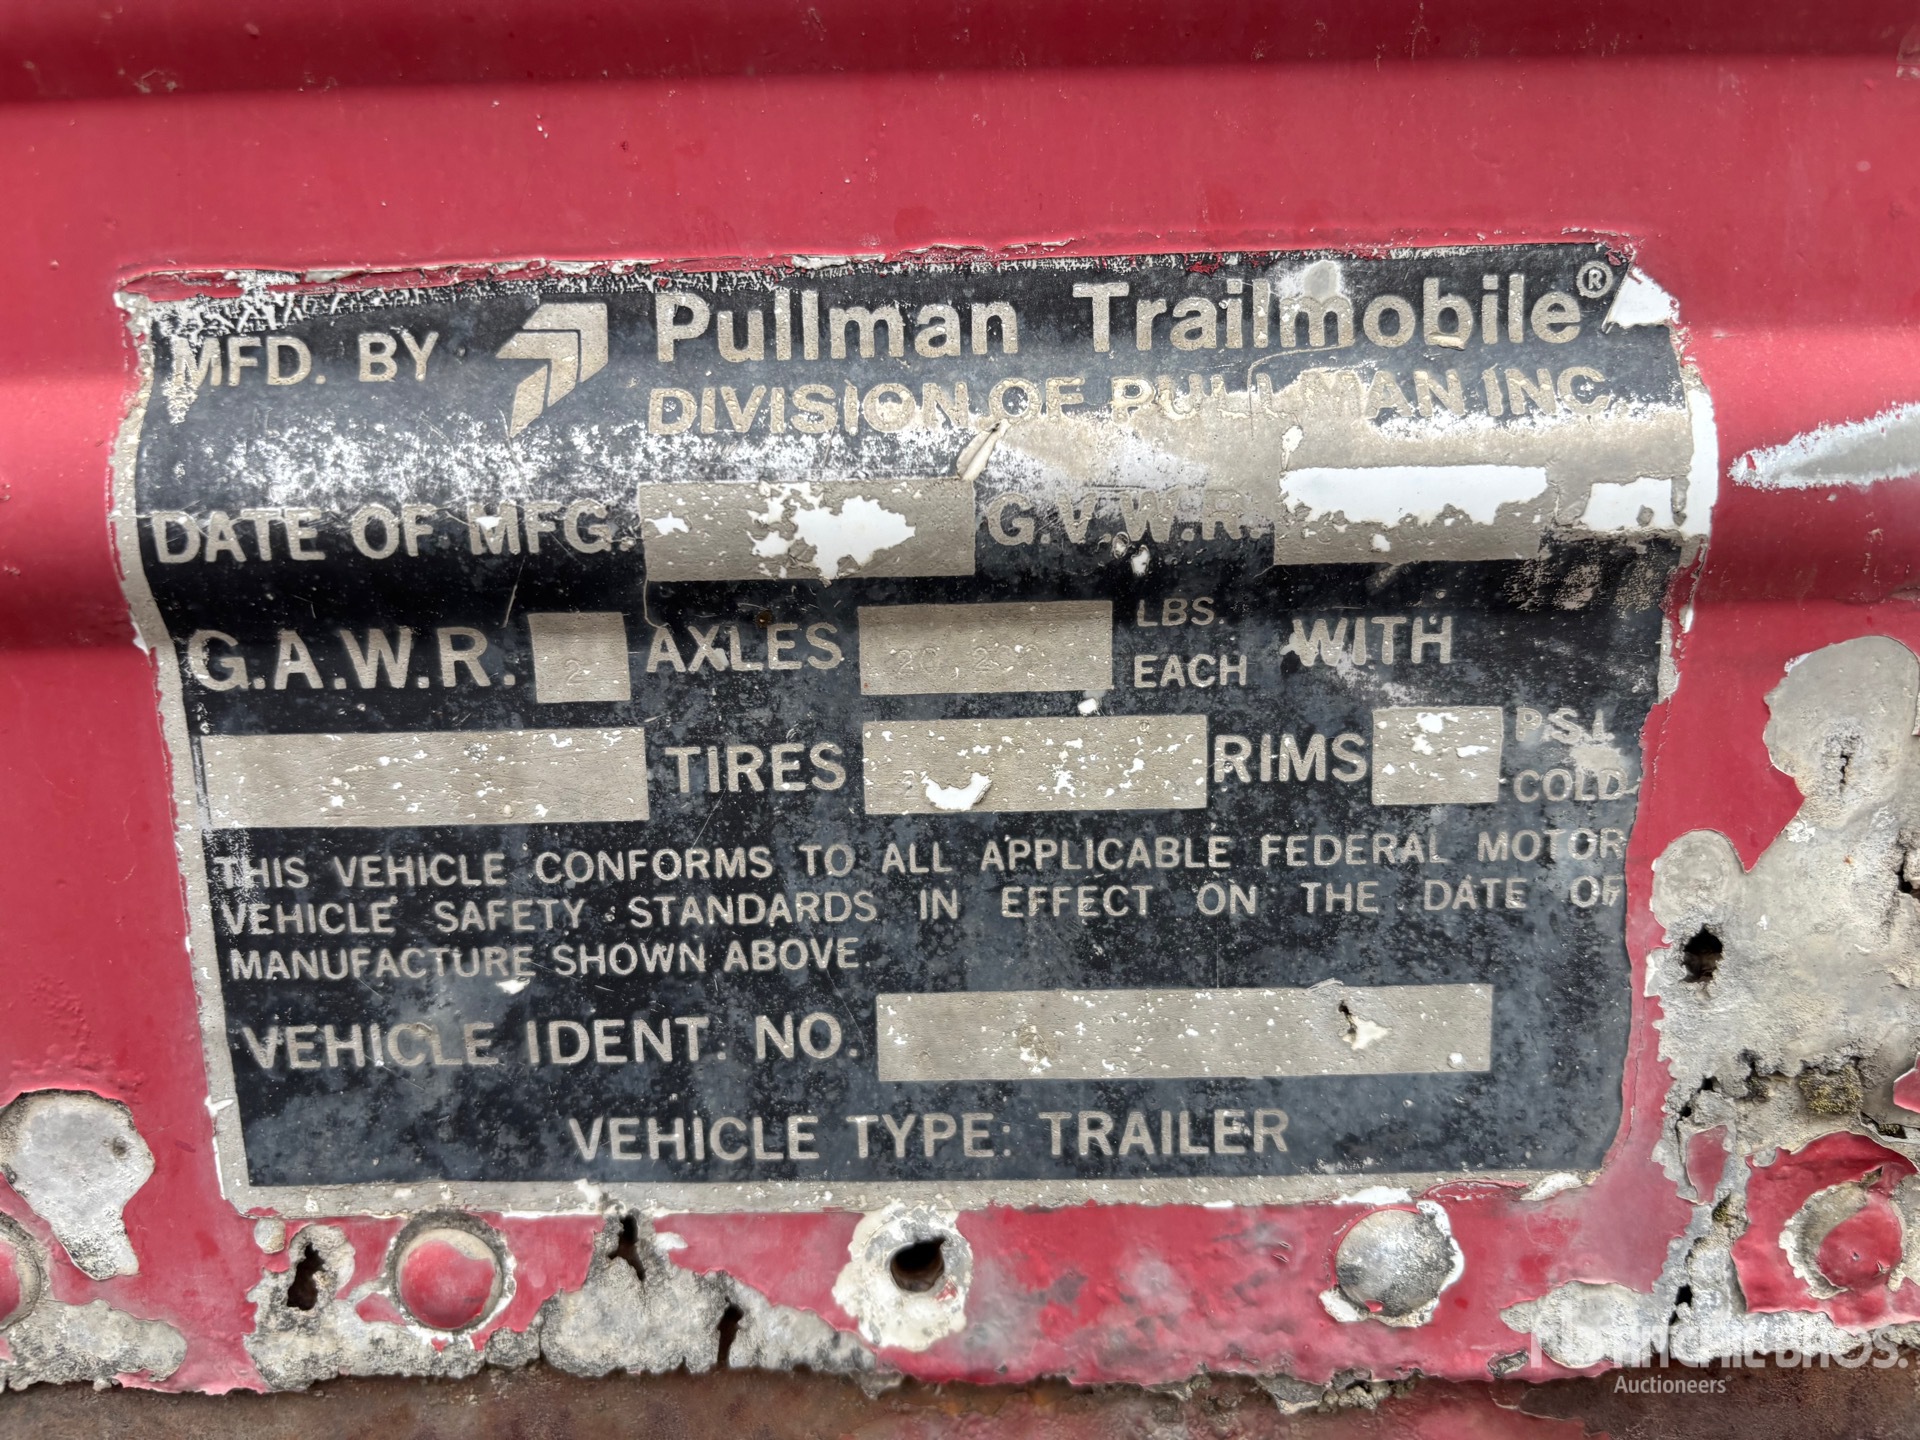 MFD. BY Pullman Trailmobile®
DIVISION OF PULLMAN INC
DATE OF MFG. G.V.W.R.
G.A.W.R. 2 AXLES LBS. EACH WITH
TIRES RIMS P.S.I. COLD
THIS VEHICLE CONFORMS TO ALL APPLICABLE FEDERAL MOTOR
VEHICLE SAFETY STANDARDS IN EFFECT ON THE DATE OF
MANUFACTURE SHOWN ABOVE
VEHICLE IDENT. NO.
VEHICLE TYPE: TRAILER
Auctioneers